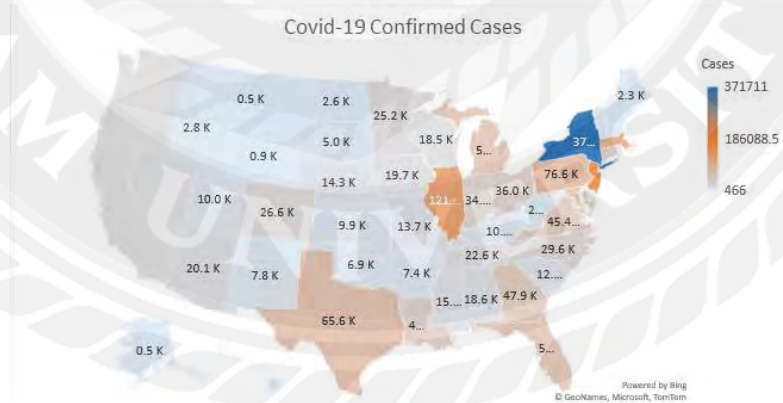 Covid-19 Confirmed Cases
Cases
371711
186088.5
466
0.5 K
2.6 K
25.2 K
2.3 K
2.8 K
5.0 K
18.5 K
5...
37...
0.9 K
14.3 K
19.7 K
36.0 K
76.6 K
10.0 K
26.6 K
121...
34....
2...
9.9 K
13.7 K
10....
45.4...
20.1 K
7.8 K
6.9 K
7.4 K
22.6 K
29.6 K
12....
15....
18.6 K
47.9 K
65.6 K
4...
5...
0.5 K
Powered by Bing
© GeoNames, Microsoft, TomTom